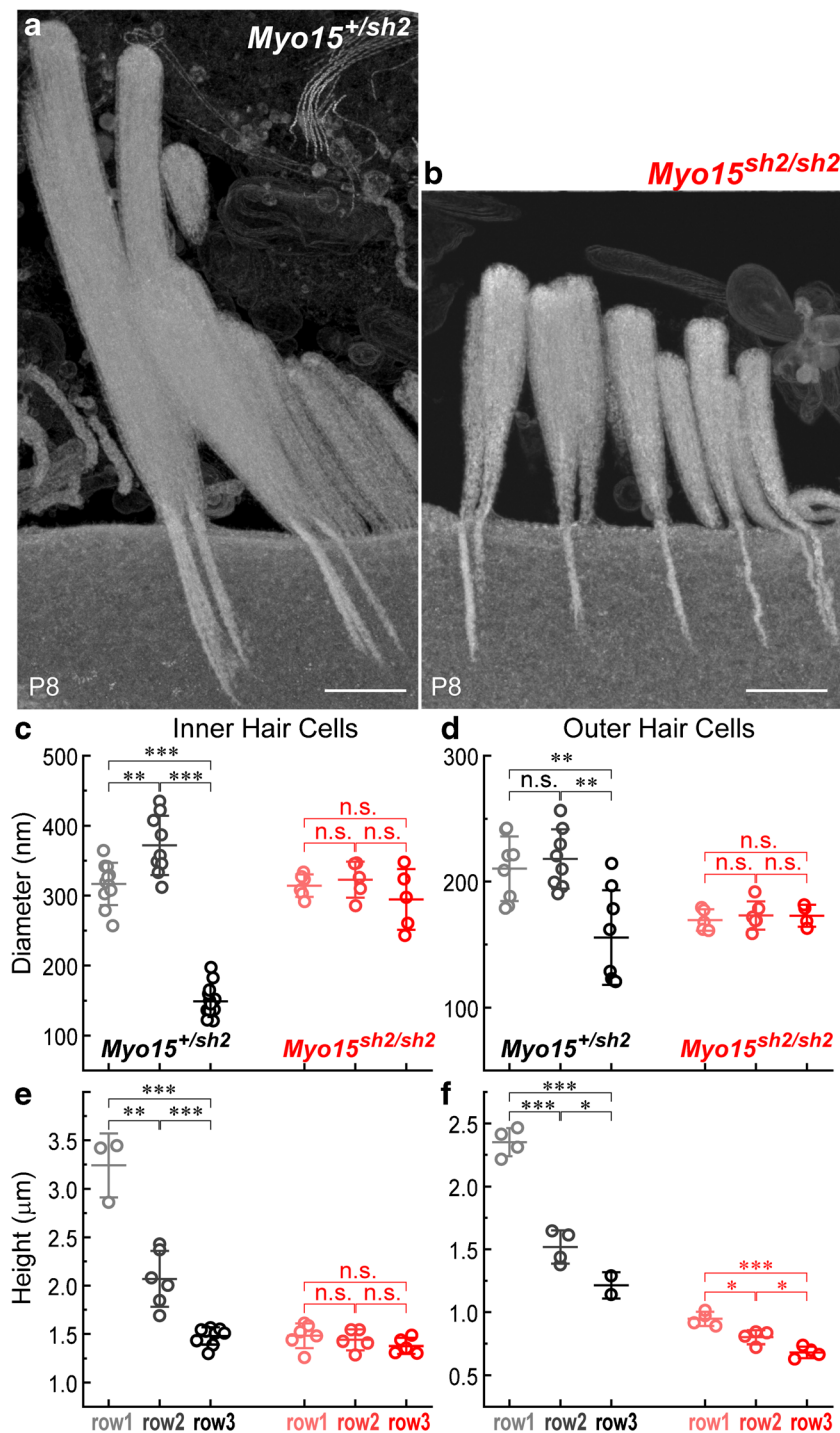 a
Myo15+/sh2
b
Myo15sh2/sh2
P8
P8
c Inner Hair Cells
d Outer Hair Cells
Diameter (nm)
500
400
300
200
100
***
** ***
n.s.
n.s. n.s.
Myo15+/sh2 Myo15sh2/sh2
300
200
100
**
n.s. **
n.s.
n.s. n.s.
Myo15+/sh2 Myo15sh2/sh2
e
Height (μm)
3.5
3.0
2.5
2.0
1.5
1.0
***
** ***
n.s.
n.s. n.s.
row1 row2 row3 row1 row2 row3
f
2.5
2.0
1.5
1.0
0.5
***
*** *
***
* *
row1 row2 row3 row1 row2 row3